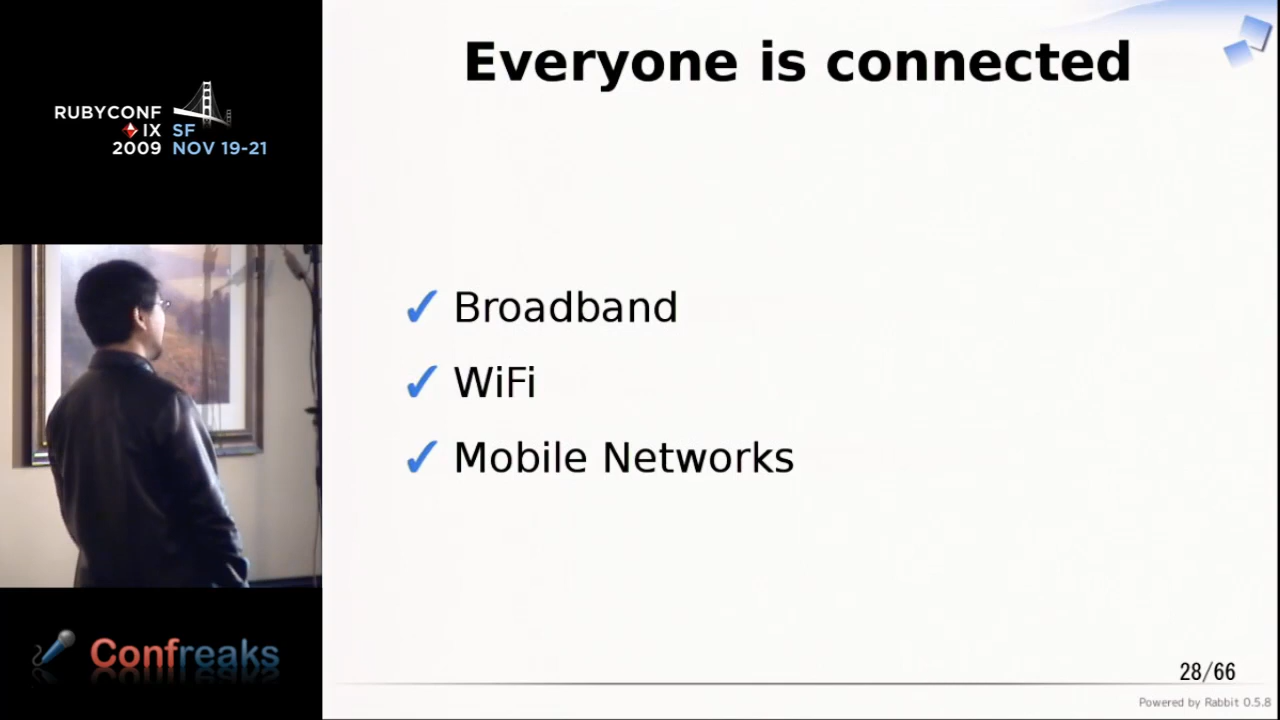 RUBYCONF
IX SF
2009 NOV 19-21
Everyone is connected
✓ Broadband
✓ WiFi
✓ Mobile Networks
Confreaks
28/66
Powered by Rabbit 0.5.8